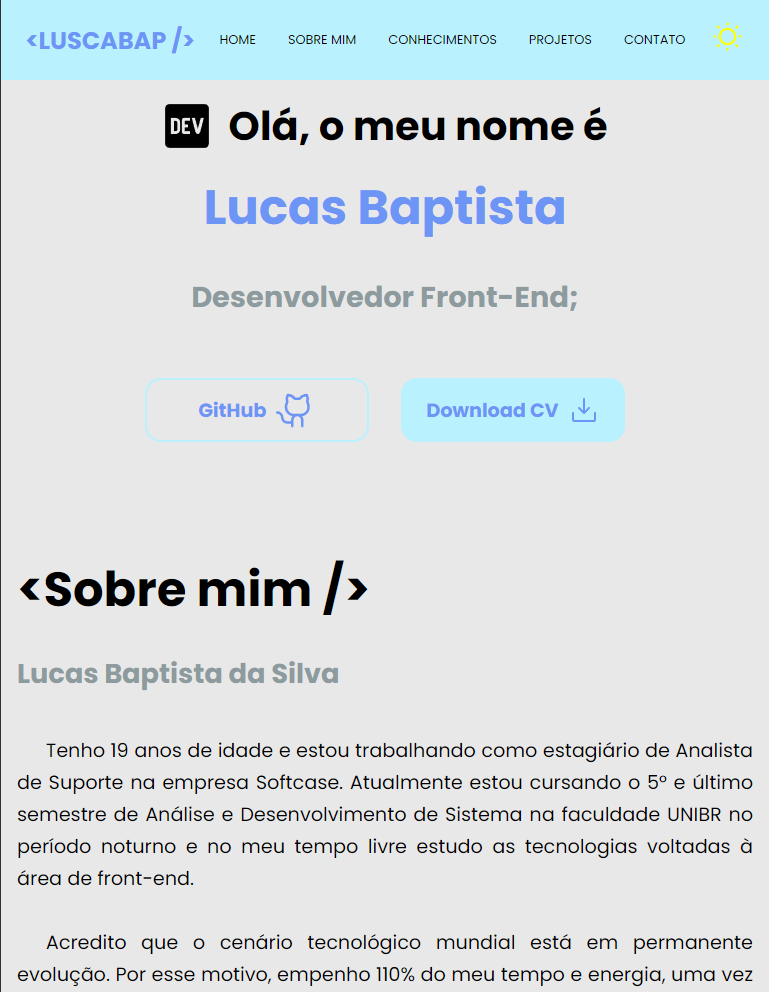 <LUSCABAP /> HOME SOBRE MIM CONHECIMENTOS PROJETOS CONTATO
DEV Olá, o meu nome é
Lucas Baptista
Desenvolvedor Front-End;
GitHub Download CV
<Sobre mim />
Lucas Baptista da Silva
Tenho 19 anos de idade e estou trabalhando como estagiário de Analista
de Suporte na empresa Softcase. Atualmente estou cursando o 5º e último
semestre de Análise e Desenvolvimento de Sistema na faculdade UNIBR no
período noturno e no meu tempo livre estudo as tecnologias voltadas à
área de front-end.
Acredito que o cenário tecnológico mundial está em permanente
evolução. Por esse motivo, empenho 110% do meu tempo e energia, uma vez